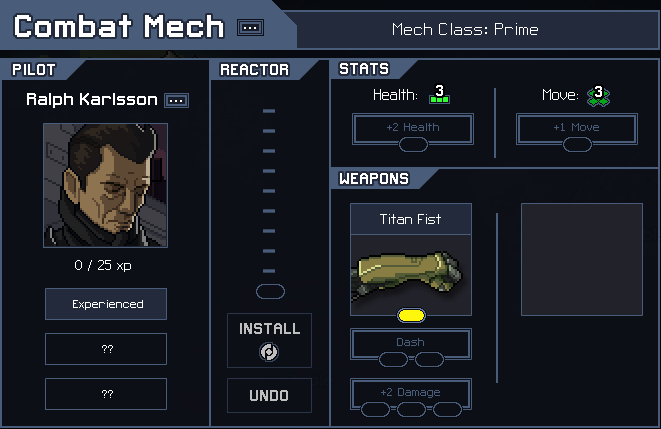 Combat Mech ...
Mech Class: Prime
PILOT
Ralph Karlsson ...
0 / 25 xp
Experienced
??
??
REACTOR
INSTALL
UNDO
STATS
Health: 3
Move: 3
+2 Health
+1 Move
WEAPONS
Titan Fist
Dash
+2 Damage